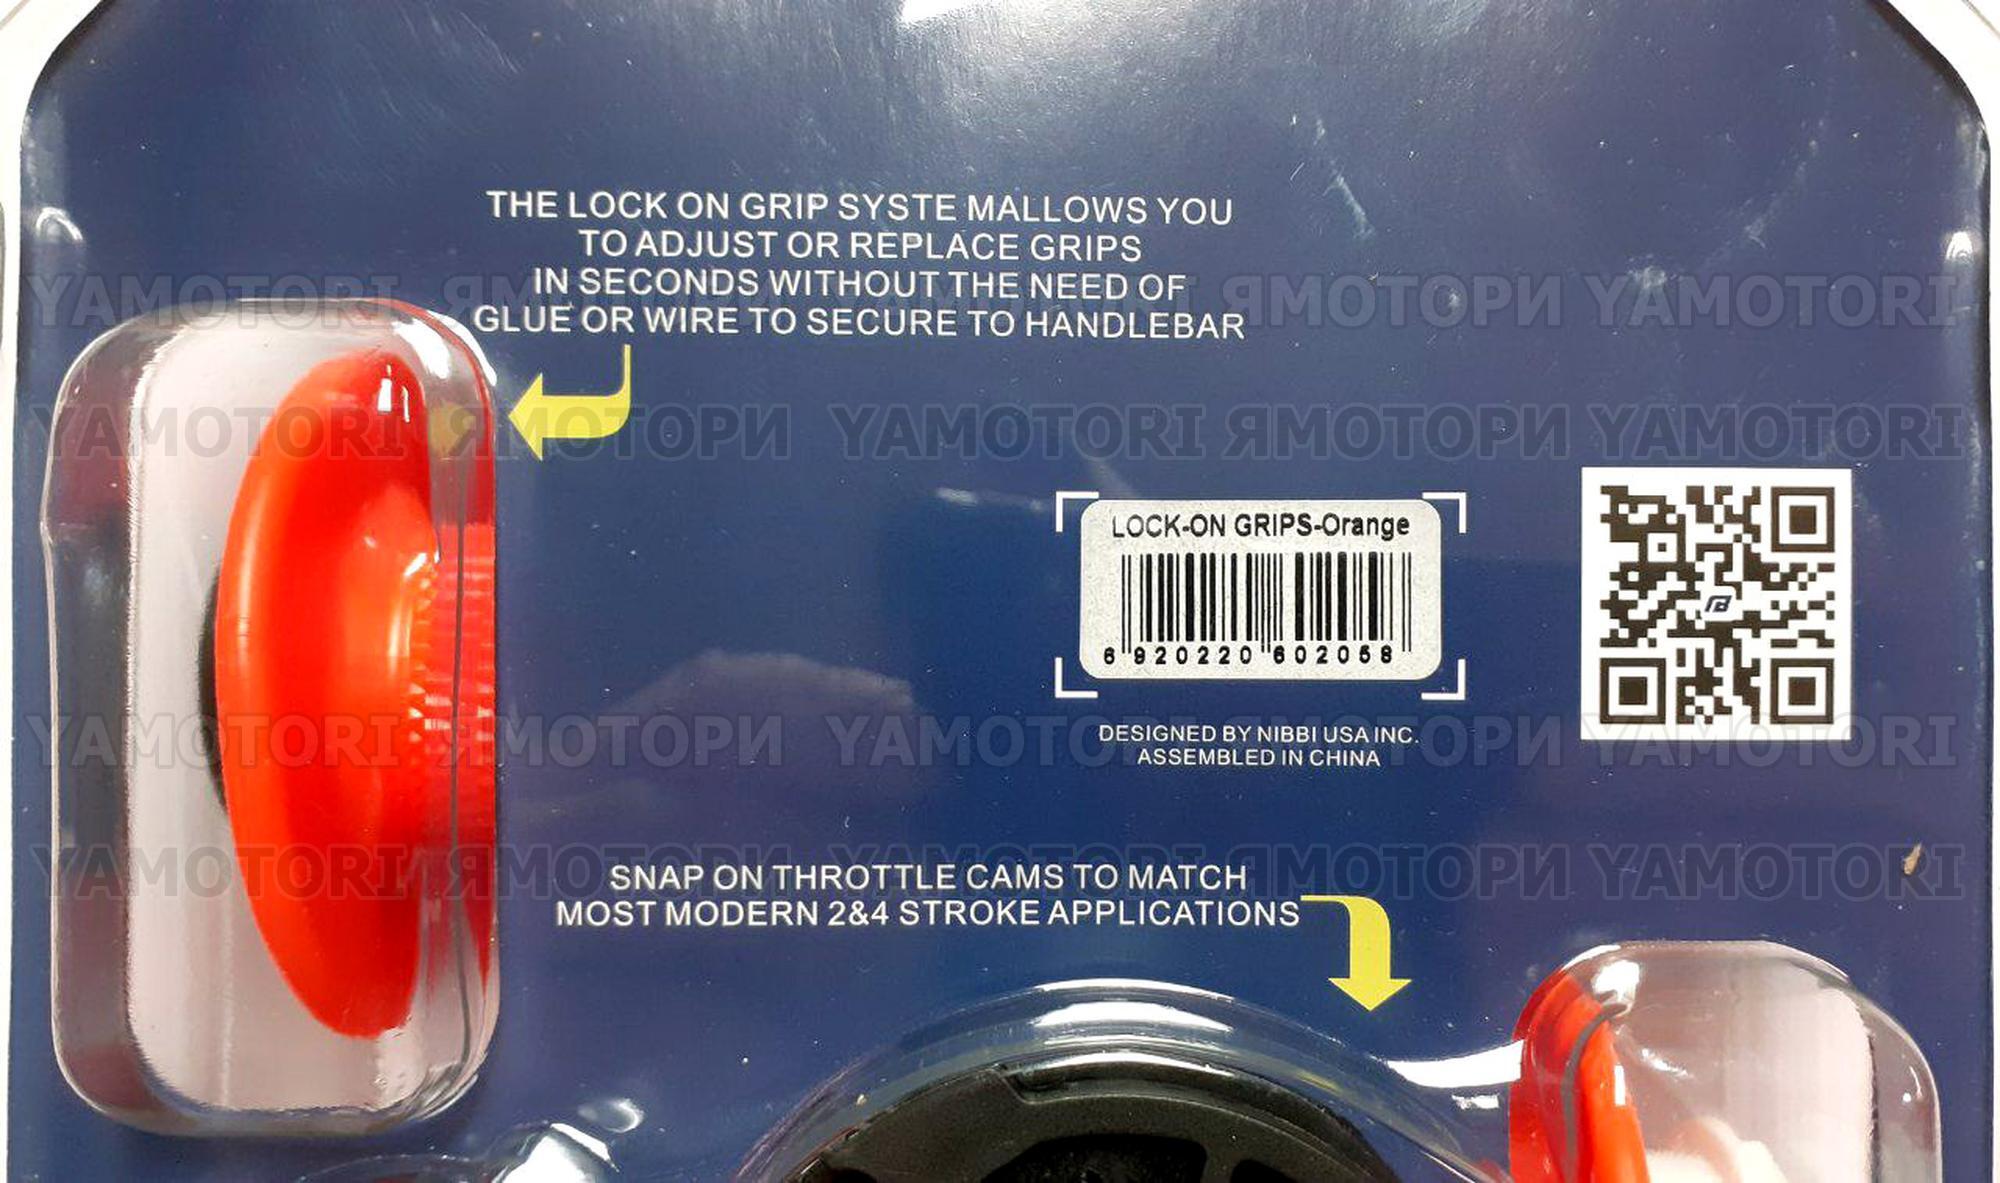 THE LOCK ON GRIP SYSTE MALLOWS YOU
TO ADJUST OR REPLACE GRIPS
IN SECONDS WITHOUT THE NEED OF
GLUE OR WIRE TO SECURE TO HANDLEBAR
YAMOTORI ЯМОТОРИ YAMOTORI ЯМОТОРИ YAMOTORI
YAMOTORI ЯМОТОРИ YAMOTORI ЯМОТОРИ YAMOTORI
LOCK-ON GRIPS-Orange
6 920220 602058
DESIGNED BY NIBBI USA INC.
ASSEMBLED IN CHINA
YAMOTORI ЯМОТОРИ YAMOTORI ЯМОТОРИ YAMOTORI
YAMOTORI ЯМОТОРИ YAMOTORI ЯМОТОРИ YAMOTORI
SNAP ON THROTTLE CAMS TO MATCH
MOST MODERN 2&4 STROKE APPLICATIONS